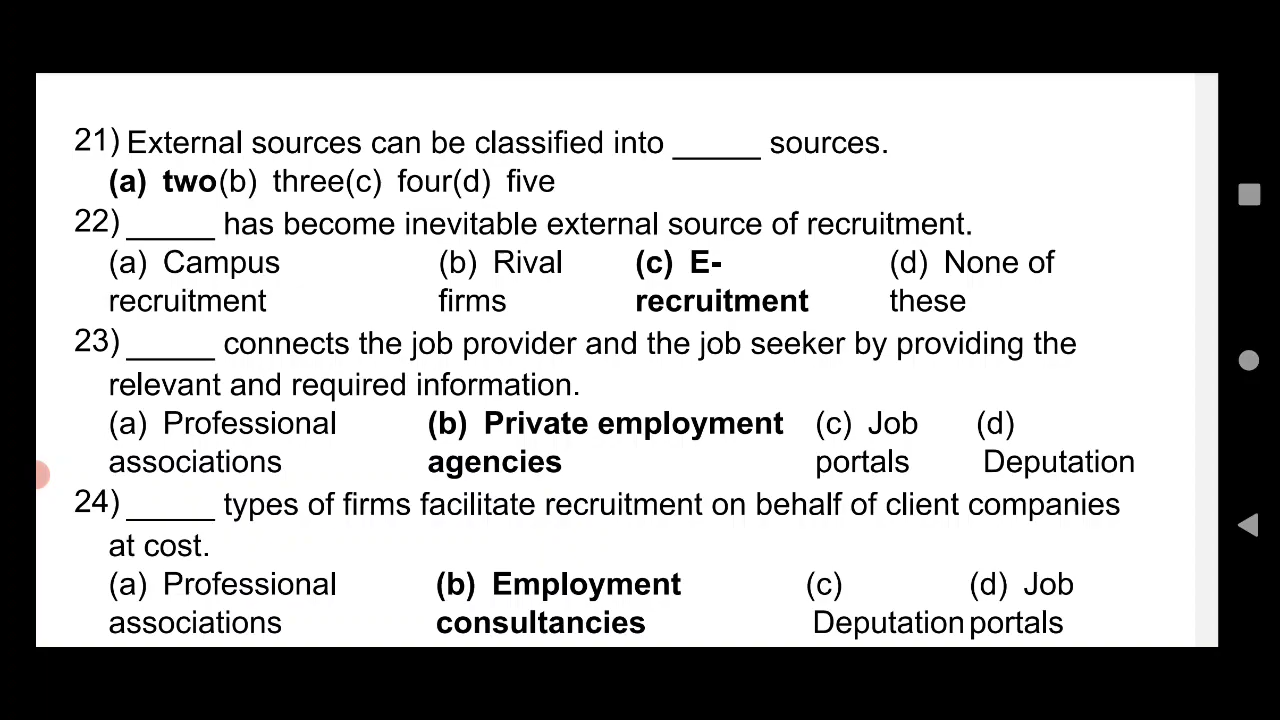 21) External sources can be classified into _____ sources.
(a) two(b) three(c) four(d) five
22) _____ has become inevitable external source of recruitment.
(a) Campus (b) Rival (c) E- (d) None of
recruitment firms recruitment these
23) _____ connects the job provider and the job seeker by providing the
relevant and required information.
(a) Professional (b) Private employment (c) Job (d)
associations agencies portals Deputation
24) _____ types of firms facilitate recruitment on behalf of client companies
at cost.
(a) Professional (b) Employment (c) (d) Job
associations consultancies Deputation portals